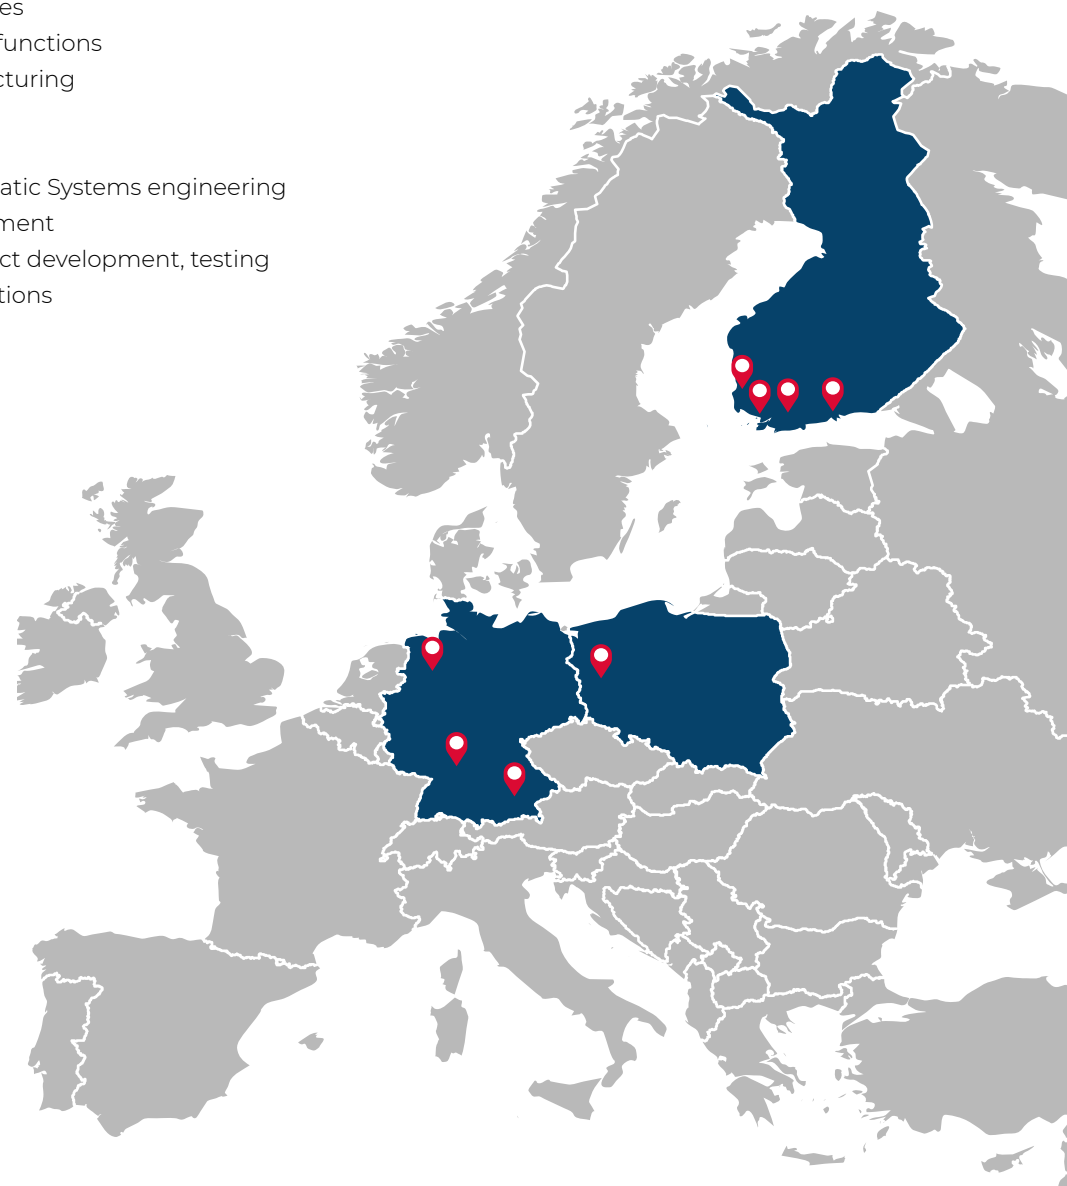 es
functions
cturing
atic Systems engineering
ment
ct development, testing
tions